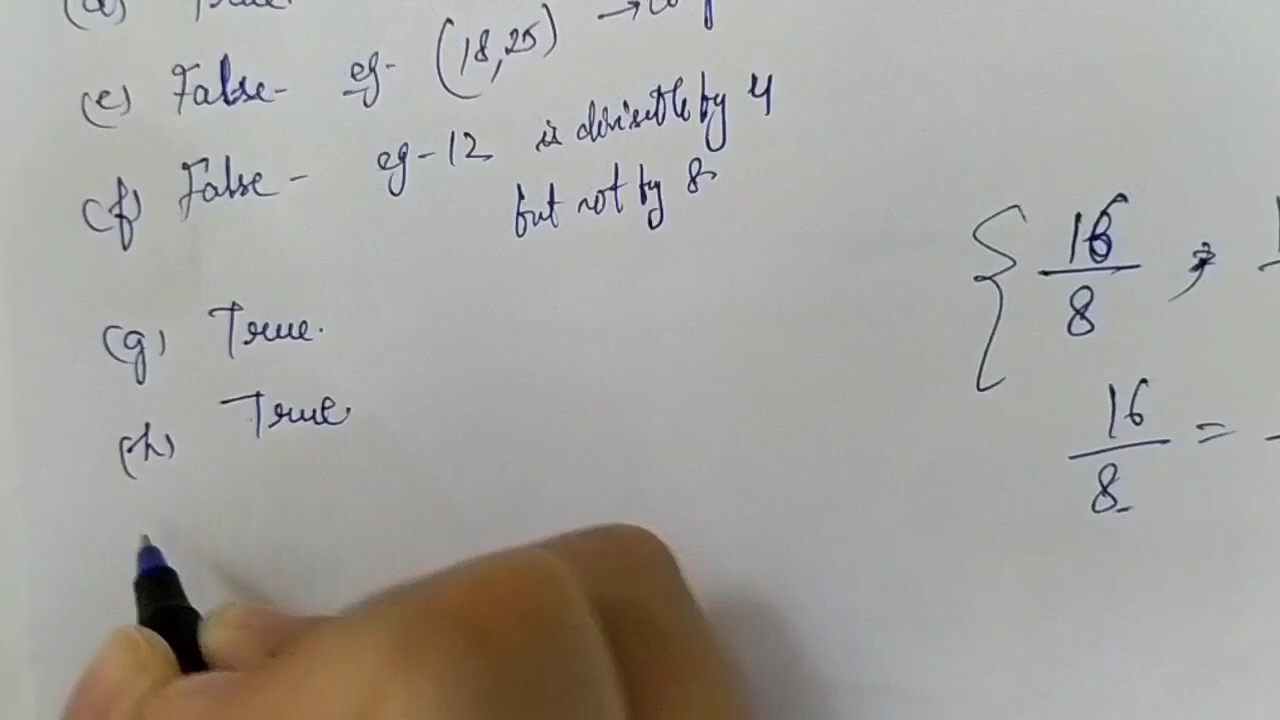 (e) False- eg- (18,25) →
(f) False - eg-12 is divisible by 4
but not by 8
(g) True.
(h) True
16/8 ,
16/8 =